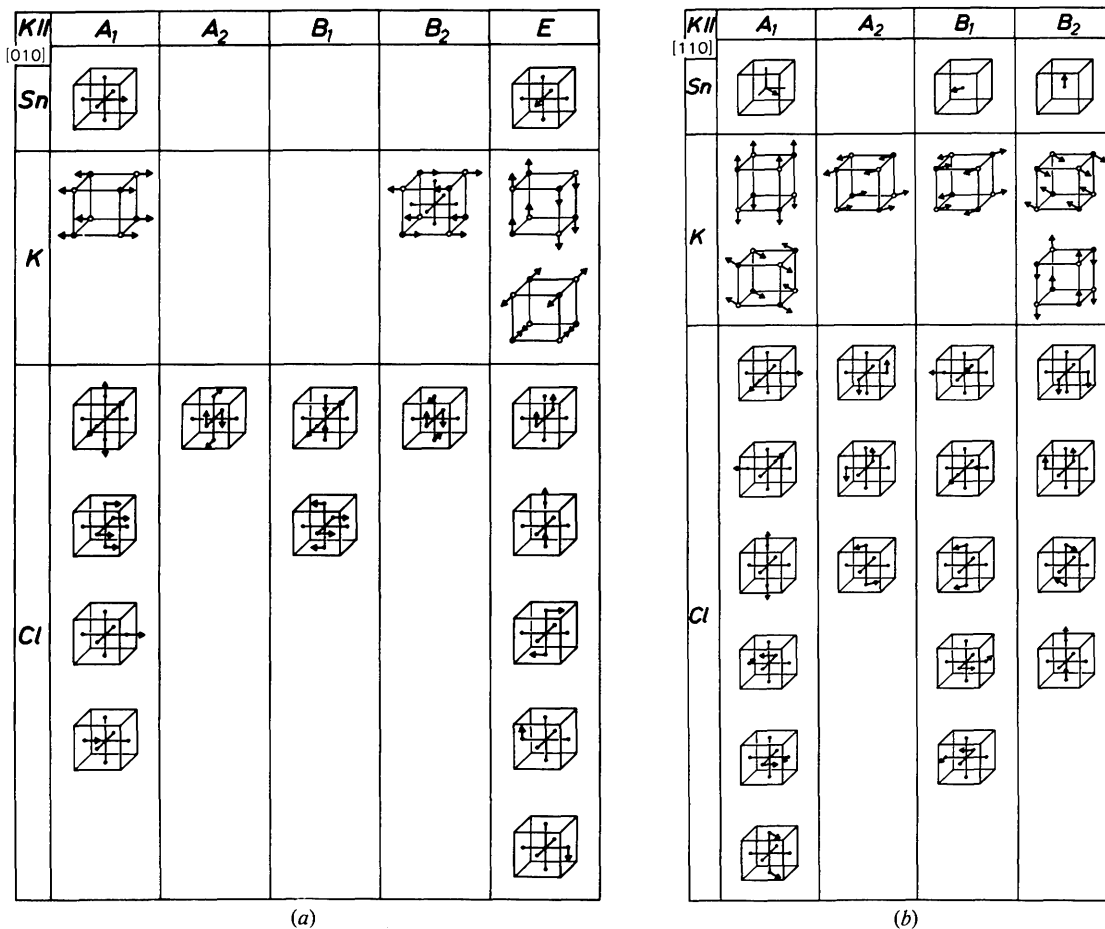 K|| A₁ A₂ B₁ B₂ E
[010]
Sn
K
Cl
(a)
K|| A₁ A₂ B₁ B₂
[110]
Sn
K
Cl
(b)